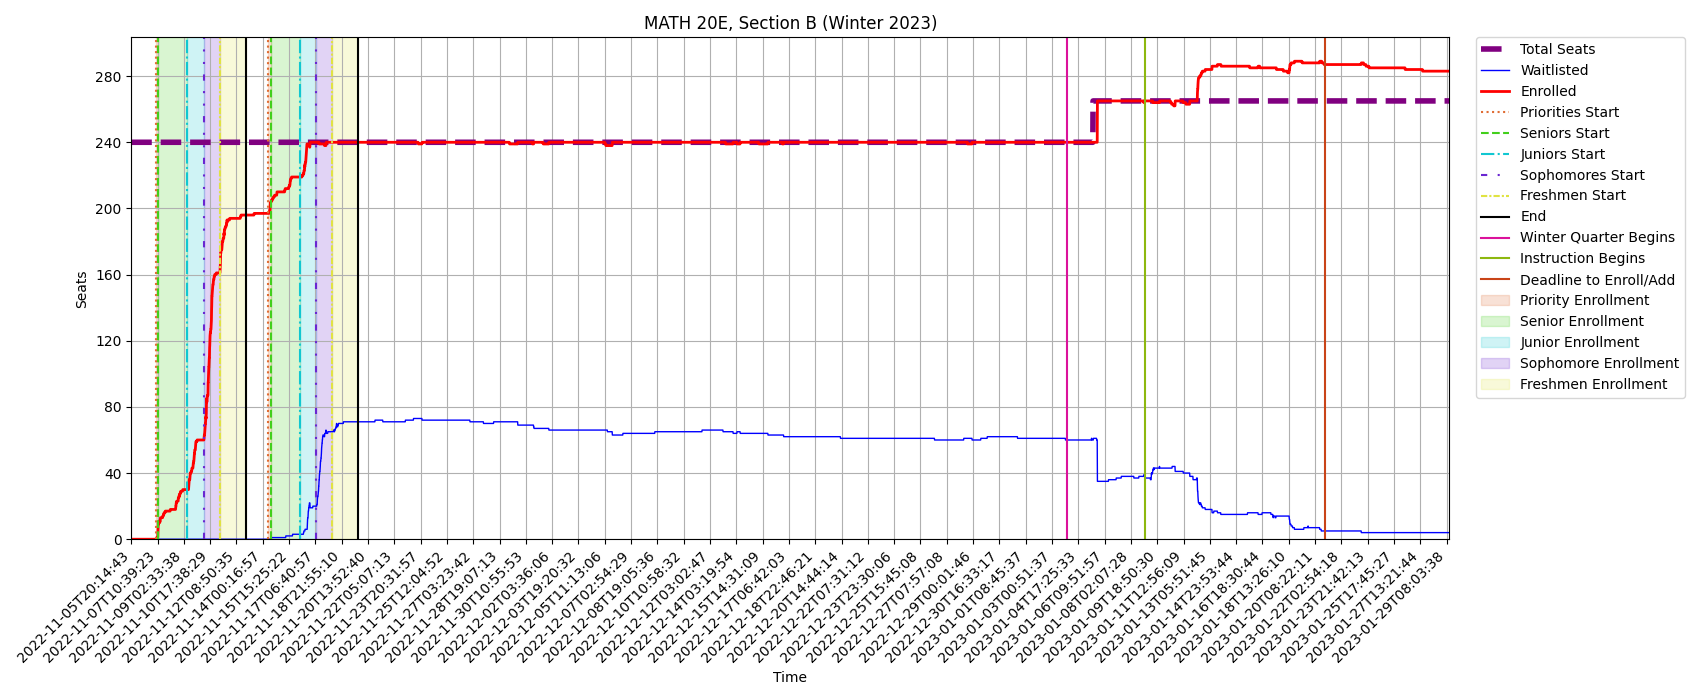 MATH 20E, Section B (Winter 2023)
Seats
280
240
200
160
120
80
40
0
2022-11-05T20:14:43
2022-11-07T10:39:23
2022-11-09T02:33:38
2022-11-10T17:38:29
2022-11-12T08:50:35
2022-11-14T00:16:57
2022-11-15T15:25:22
2022-11-17T06:40:57
2022-11-18T21:55:10
2022-11-20T13:52:40
2022-11-22T05:07:13
2022-11-23T20:31:57
2022-11-25T12:04:52
2022-11-28T19:07:13
2022-11-27T03:23:42
2022-11-30T10:55:53
2022-12-02T03:36:06
2022-12-03T19:20:32
2022-12-05T11:13:06
2022-12-07T02:54:29
2022-12-08T19:05:36
2022-12-10T10:58:32
2022-12-12T03:02:47
2022-12-14T03:19:54
2022-12-15T14:31:09
2022-12-17T06:42:03
2022-12-18T22:46:21
2022-12-20T14:44:14
2022-12-22T07:31:12
2022-12-23T23:30:06
2022-12-25T15:45:08
2022-12-27T07:57:08
2022-12-29T00:01:46
2022-12-30T16:33:17
2023-01-01T08:45:37
2023-01-03T00:51:37
2023-01-04T17:25:33
2023-01-06T09:51:57
2023-01-08T02:07:28
2023-01-09T18:50:30
2023-01-11T12:56:09
2023-01-13T05:51:45
2023-01-14T23:53:44
2023-01-16T18:30:44
2023-01-18T13:26:10
2023-01-20T08:22:11
2023-01-22T02:54:18
2023-01-23T21:42:13
2023-01-25T17:45:27
2023-01-27T13:21:44
2023-01-29T08:03:38
Time
Total Seats
Waitlisted
Enrolled
Priorities Start
Seniors Start
Juniors Start
Sophomores Start
Freshmen Start
End
Winter Quarter Begins
Instruction Begins
Deadline to Enroll/Add
Priority Enrollment
Senior Enrollment
Junior Enrollment
Sophomore Enrollment
Freshmen Enrollment